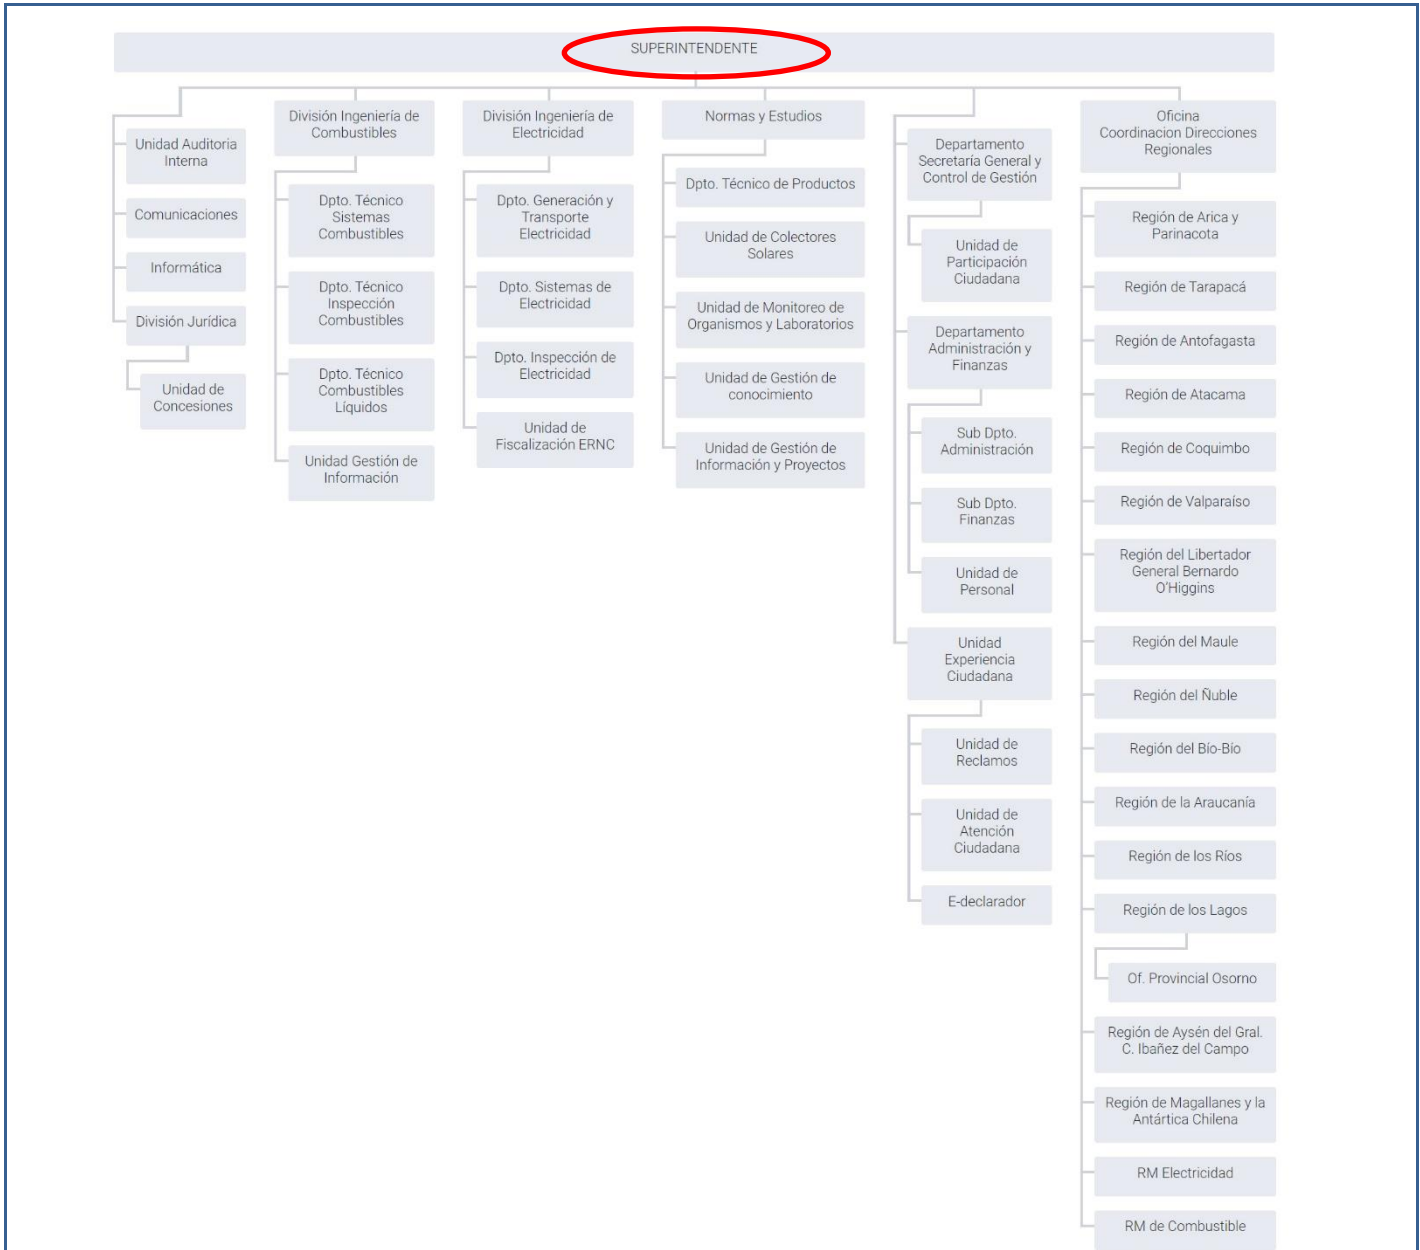 SUPERINTENDENTE
Unidad Auditoria
Interna
Comunicaciones
Informática
División Jurídica
Unidad de
Concesiones
División Ingeniería de
Combustibles
Dpto. Técnico
Sistemas
Combustibles
Dpto. Técnico
Inspección
Combustibles
Dpto. Técnico
Combustibles
Líquidos
Unidad Gestión de
Información
División Ingeniería de
Electricidad
Dpto. Generación y
Transporte
Electricidad
Dpto. Sistemas de
Electricidad
Dpto. Inspección de
Electricidad
Unidad de
Fiscalización ERNC
Normas y Estudios
Dpto. Técnico de Productos
Unidad de Colectores
Solares
Unidad de Monitoreo de
Organismos y Laboratorios
Unidad de Gestión de
conocimiento
Unidad de Gestión de
Información y Proyectos
Departamento
Secretaría General y
Control de Gestión
Unidad de
Participación
Ciudadana
Departamento
Administración y
Finanzas
Sub Dpto.
Administración
Sub Dpto.
Finanzas
Unidad de
Personal
Unidad
Experiencia
Ciudadana
Unidad de
Reclamos
Unidad de
Atención
Ciudadana
E-declarador
Oficina
Coordinacion Direcciones
Regionales
Región de Arica y
Parinacota
Región de Tarapacá
Región de Antofagasta
Región de Atacama
Región de Coquimbo
Región de Valparaíso
Región del Libertador
General Bernardo
O'Higgins
Región del Maule
Región del Ñuble
Región del Bío-Bío
Región de la Araucanía
Región de los Ríos
Región de los Lagos
Of. Provincial Osorno
Región de Aysén del Gral.
C. Ibañez del Campo
Región de Magallanes y la
Antártica Chilena
RM Electricidad
RM de Combustible